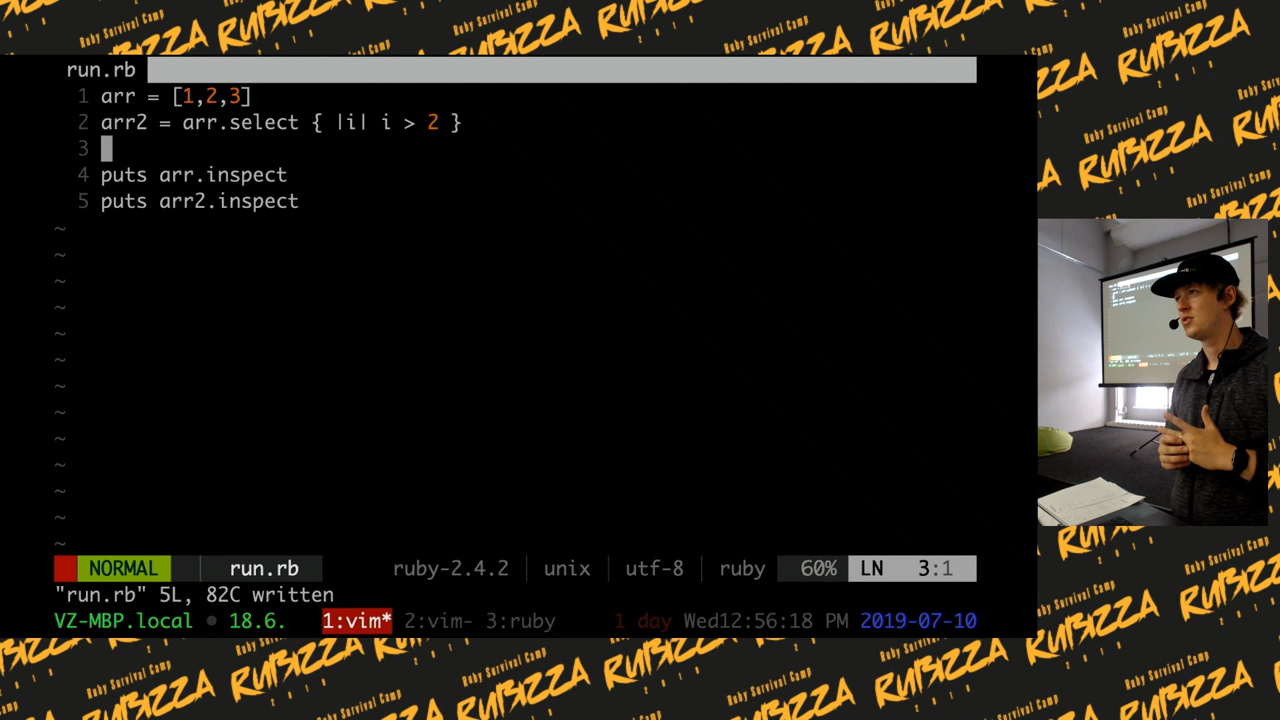 Ruby Survival Camp
RUBIZZA
2019
run.rb
1 arr = [1,2,3]
2 arr2 = arr.select { |i| i > 2 }
3
4 puts arr.inspect
5 puts arr2.inspect
~
~
~
~
~
~
~
~
~
~
~
~
~
NORMAL run.rb ruby-2.4.2 unix utf-8 ruby 60% LN 3:1
"run.rb" 5L, 82C written
VZ-MBP.local ● 18.6. 1:vim* 2:vim- 3:ruby 1 day Wed12:56:18 PM 2019-07-10